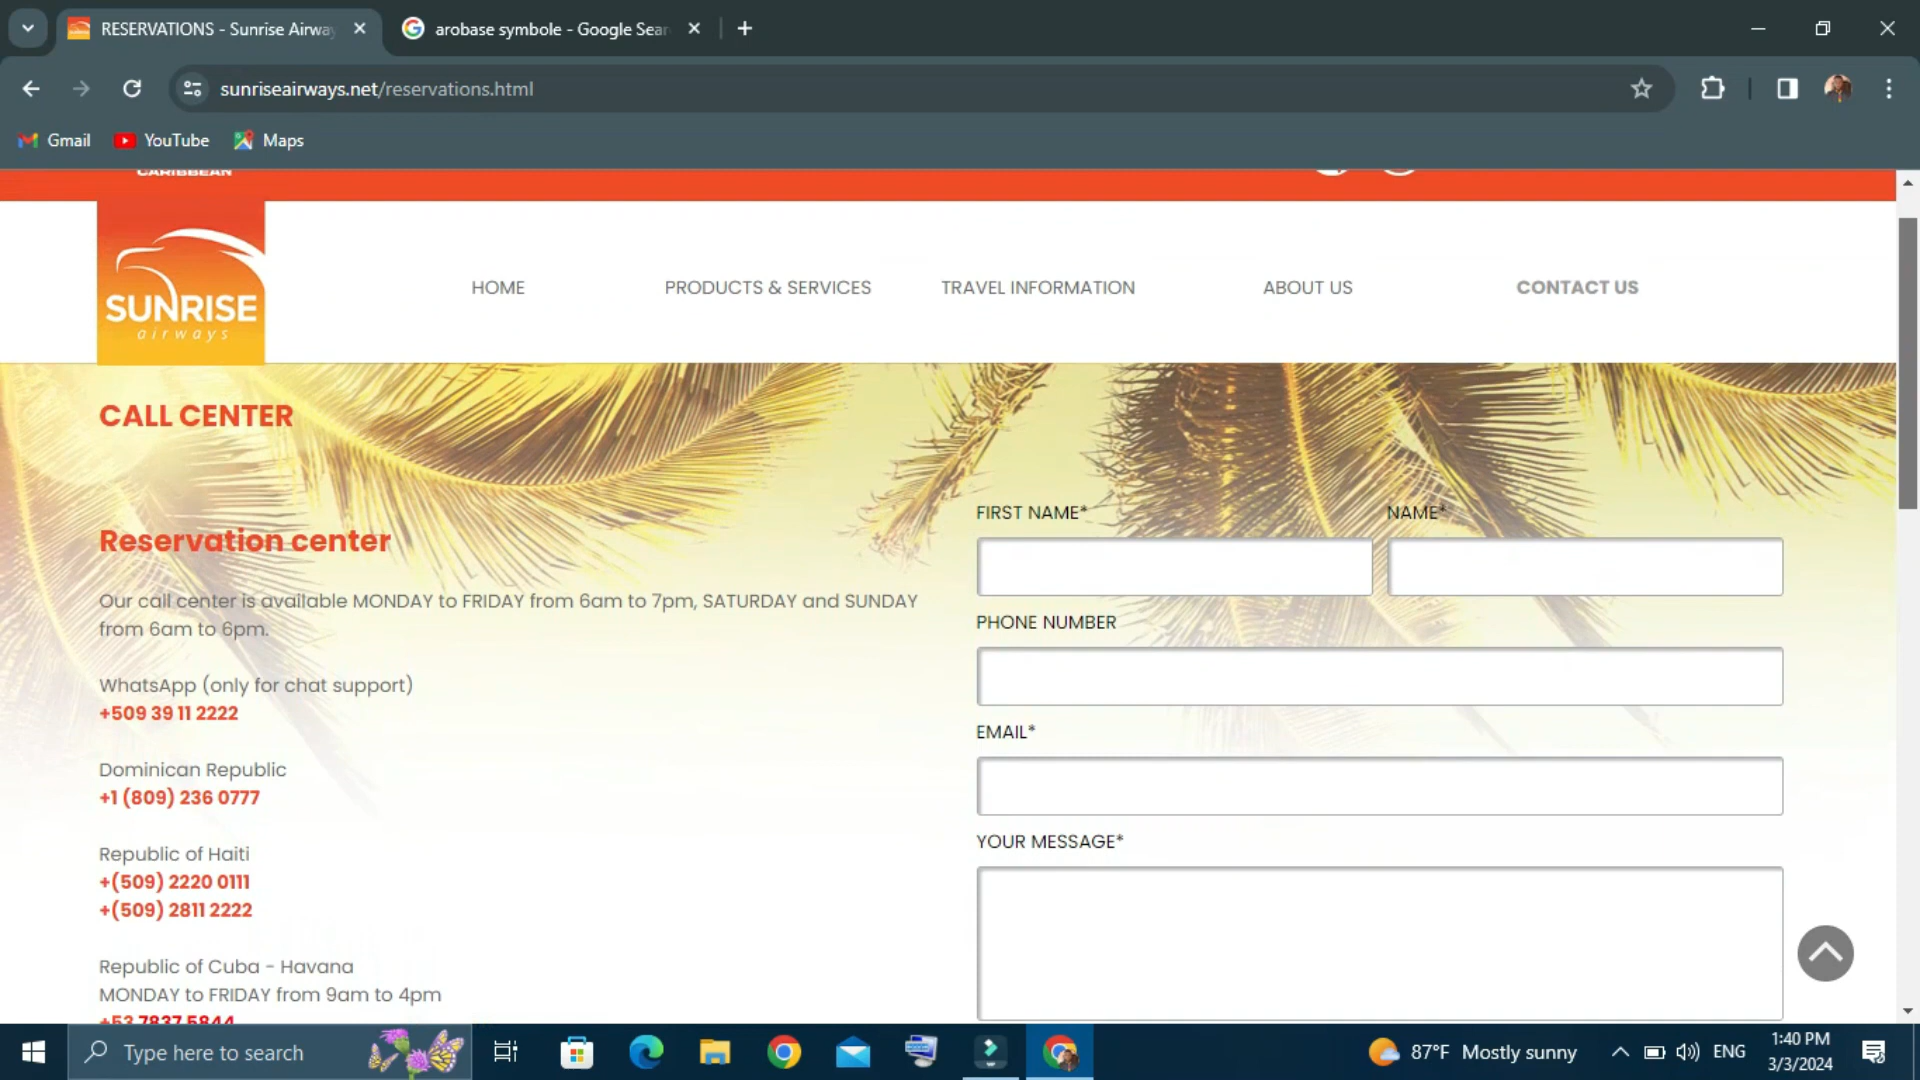 RESERVATIONS - Sunrise Airway
arobase symbole - Google Sear
sunriseairways.net/reservations.html
Gmail
YouTube
Maps
CARIBBEAN
SUNRISE
airways
HOME
PRODUCTS & SERVICES
TRAVEL INFORMATION
ABOUT US
CONTACT US
CALL CENTER
Reservation center
Our call center is available MONDAY to FRIDAY from 6am to 7pm, SATURDAY and SUNDAY
from 6am to 6pm.
WhatsApp (only for chat support)
+509 39 11 2222
Dominican Republic
+1 (809) 236 0777
Republic of Haiti
+(509) 2220 0111
+(509) 2811 2222
Republic of Cuba - Havana
MONDAY to FRIDAY from 9am to 4pm
+53 7837 5844
FIRST NAME*
NAME*
PHONE NUMBER
EMAIL*
YOUR MESSAGE*
Type here to search
87°F Mostly sunny
ENG
1:40 PM
3/3/2024